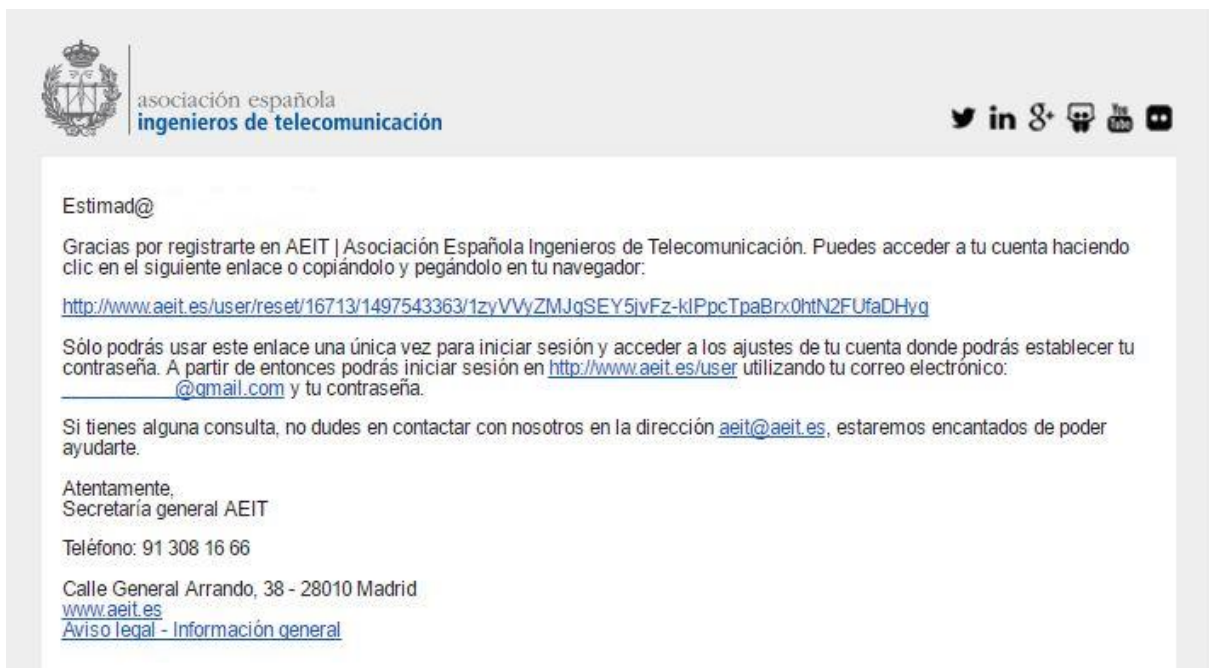 asociación española
ingenieros de telecomunicación
Estimad@
Gracias por registrarte en AEIT | Asociación Española Ingenieros de Telecomunicación. Puedes acceder a tu cuenta haciendo
clic en el siguiente enlace o copiándolo y pegándolo en tu navegador:
http://www.aeit.es/user/reset/16713/1497543363/1zyVVyZMJgSEY5jvFz-kIPpcTpaBrx0htN2FUfaDHyg
Sólo podrás usar este enlace una única vez para iniciar sesión y acceder a los ajustes de tu cuenta donde podrás establecer tu
contraseña. A partir de entonces podrás iniciar sesión en http://www.aeit.es/user utilizando tu correo electrónico:
@gmail.com y tu contraseña.
Si tienes alguna consulta, no dudes en contactar con nosotros en la dirección aeit@aeit.es, estaremos encantados de poder
ayudarte.
Atentamente,
Secretaría general AEIT
Teléfono: 91 308 16 66
Calle General Arrando, 38 - 28010 Madrid
www.aeit.es
Aviso legal - Información general